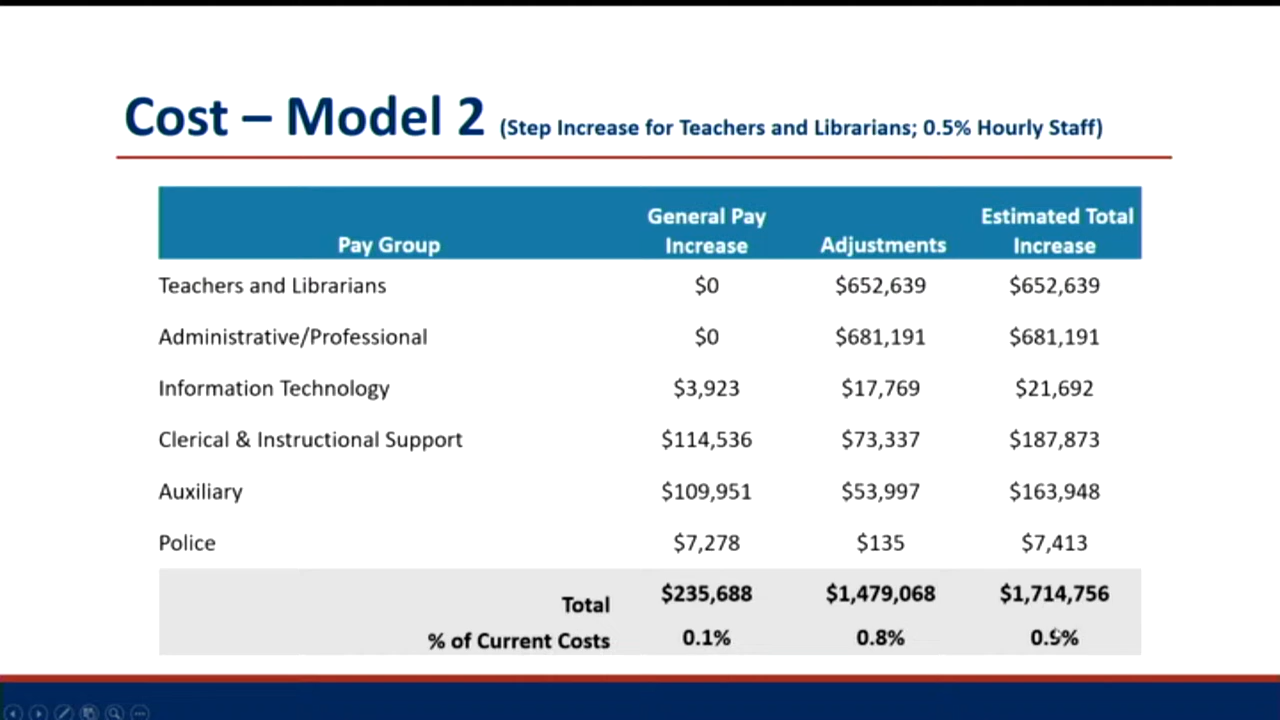 Cost – Model 2 (Step Increase for Teachers and Librarians; 0.5% Hourly Staff)
Pay Group General Pay Increase Adjustments Estimated Total Increase
Teachers and Librarians $0 $652,639 $652,639
Administrative/Professional $0 $681,191 $681,191
Information Technology $3,923 $17,769 $21,692
Clerical & Instructional Support $114,536 $73,337 $187,873
Auxiliary $109,951 $53,997 $163,948
Police $7,278 $135 $7,413
Total $235,688 $1,479,068 $1,714,756
% of Current Costs 0.1% 0.8% 0.9%